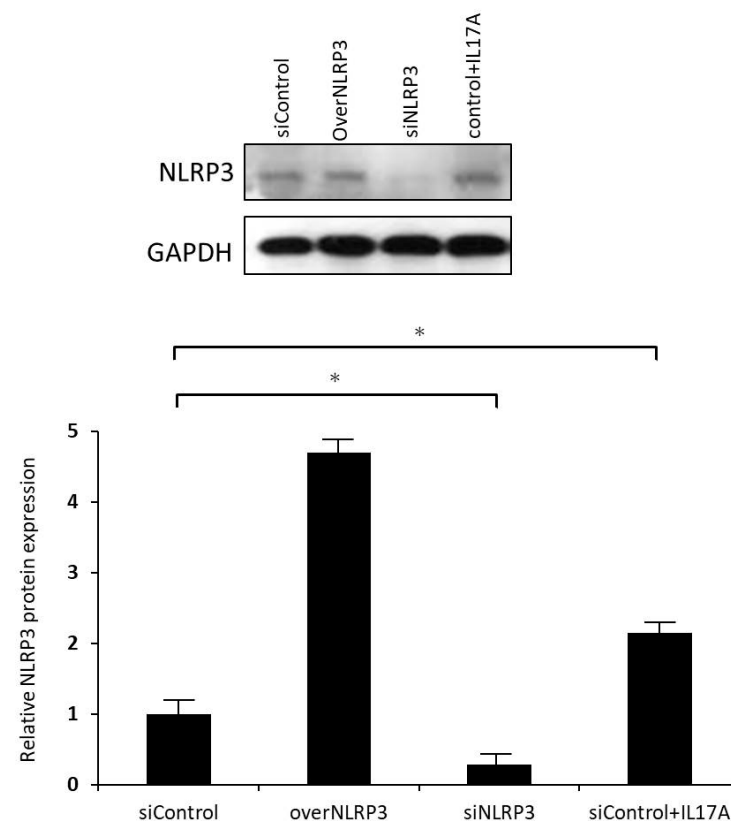 siControl
OverNLRP3
siNLRP3
control+IL17A
NLRP3
GAPDH
*
*
Relative NLRP3 protein expression
5
4
3
2
1
0
siControl
overNLRP3
siNLRP3
siControl+IL17A